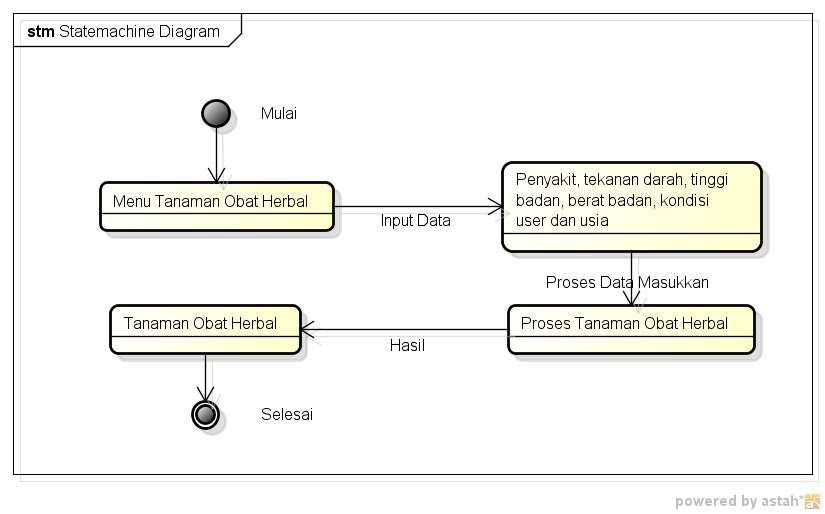 stm Statemachine Diagram
Mulai
Menu Tanaman Obat Herbal
Input Data
Penyakit, tekanan darah, tinggi
badan, berat badan, kondisi
user dan usia
Proses Data Masukkan
Proses Tanaman Obat Herbal
Hasil
Tanaman Obat Herbal
Selesai
powered by astah*